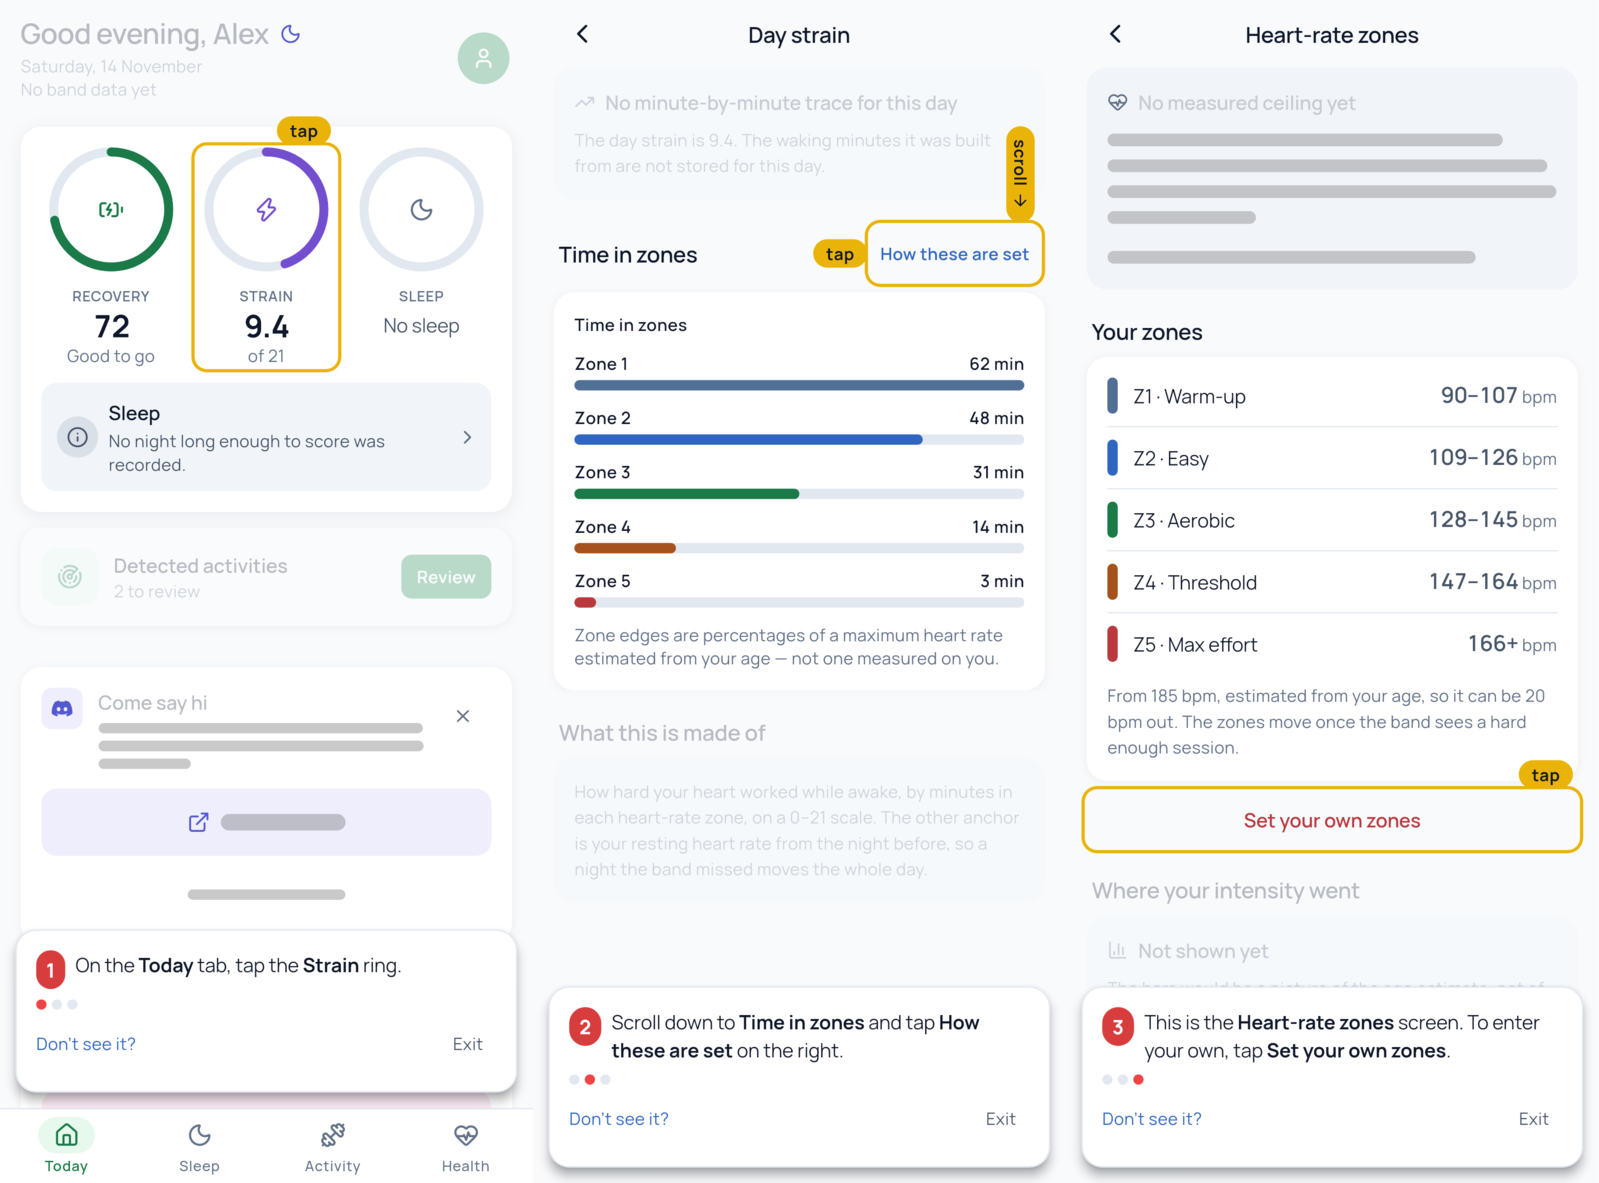 Good evening, Alex
Saturday, 14 November
No band data yet
tap
RECOVERY
72
Good to go
STRAIN
9.4
of 21
SLEEP
No sleep
Sleep
No night long enough to score was
recorded.
Detected activities
2 to review
Review
Come say hi
1
On the Today tab, tap the Strain ring.
Don't see it?
Exit
Today
Sleep
Activity
Health
Day strain
No minute-by-minute trace for this day
The day strain is 9.4. The waking minutes it was built
from are not stored for this day.
scroll ↓
Time in zones
tap
How these are set
Time in zones
Zone 1
62 min
Zone 2
48 min
Zone 3
31 min
Zone 4
14 min
Zone 5
3 min
Zone edges are percentages of a maximum heart rate
estimated from your age — not one measured on you.
What this is made of
How hard your heart worked while awake, by minutes in
each heart-rate zone, on a 0–21 scale. The other anchor
is your resting heart rate from the night before, so a
night the band missed moves the whole day.
2
Scroll down to Time in zones and tap How
these are set on the right.
Don't see it?
Exit
Heart-rate zones
No measured ceiling yet
Your zones
Z1 · Warm-up
90–107 bpm
Z2 · Easy
109–126 bpm
Z3 · Aerobic
128–145 bpm
Z4 · Threshold
147–164 bpm
Z5 · Max effort
166+ bpm
From 185 bpm, estimated from your age, so it can be 20
bpm out. The zones move once the band sees a hard
enough session.
tap
Set your own zones
Where your intensity went
Not shown yet
3
This is the Heart-rate zones screen. To enter
your own, tap Set your own zones.
Don't see it?
Exit